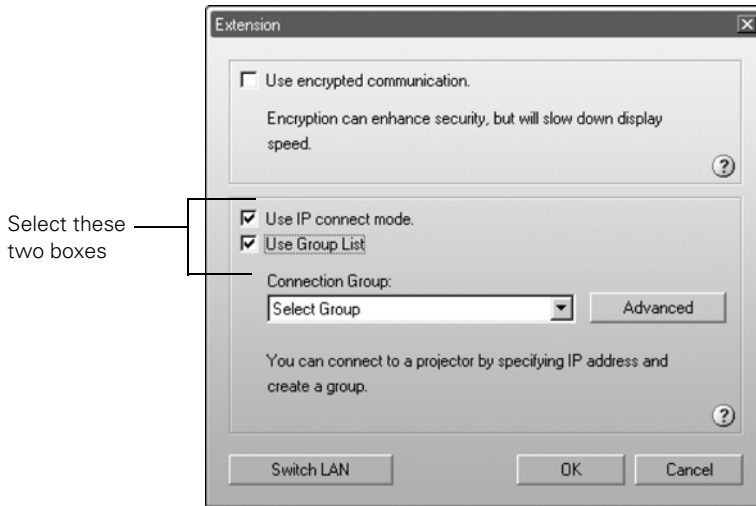 Extension
Use encrypted communication.
Encryption can enhance security, but will slow down display
speed.
Select these
two boxes
Use IP connect mode.
Use Group List
Connection Group:
Select Group
Advanced
You can connect to a projector by specifying IP address and
create a group.
Switch LAN
OK
Cancel